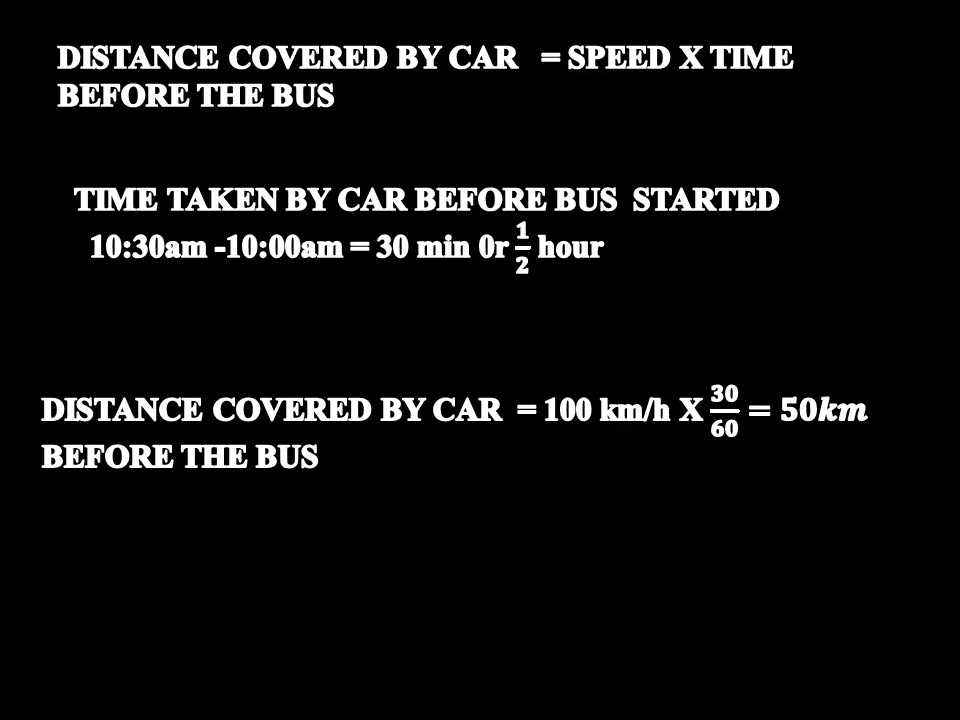 DISTANCE COVERED BY CAR = SPEED X TIME
BEFORE THE BUS
TIME TAKEN BY CAR BEFORE BUS STARTED
10:30am -10:00am = 30 min 0r 1/2 hour
DISTANCE COVERED BY CAR = 100 km/h X 30/60 = 50km
BEFORE THE BUS